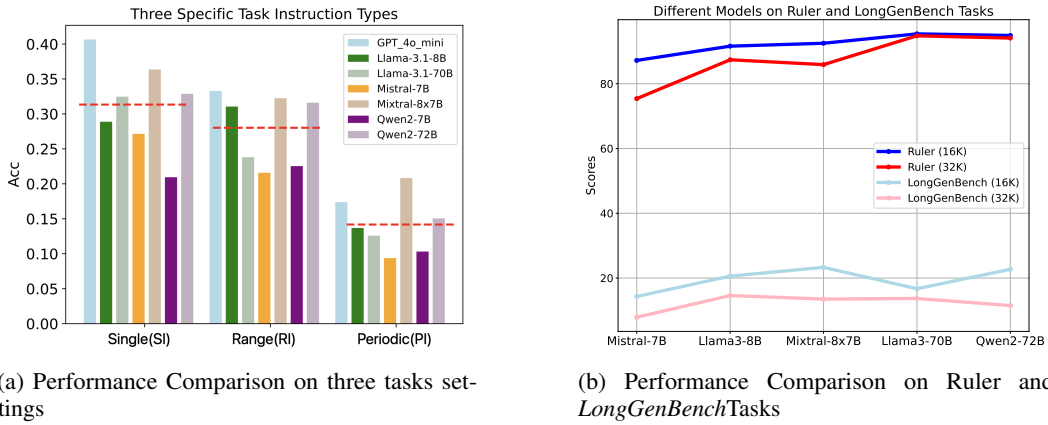 Three Specific Task Instruction Types
Acc
0.40
0.35
0.30
0.25
0.20
0.15
0.10
0.05
0.00
GPT_4o_mini
Llama-3.1-8B
Llama-3.1-70B
Mistral-7B
Mixtral-8x7B
Qwen2-7B
Qwen2-72B
Single(SI)
Range(RI)
Periodic(PI)
(a) Performance Comparison on three tasks set-
tings
Different Models on Ruler and LongGenBench Tasks
Scores
80
60
40
20
Ruler (16K)
Ruler (32K)
LongGenBench (16K)
LongGenBench (32K)
Mistral-7B
Llama3-8B
Mixtral-8x7B
Llama3-70B
Qwen2-72B
(b) Performance Comparison on Ruler and
LongGenBenchTasks